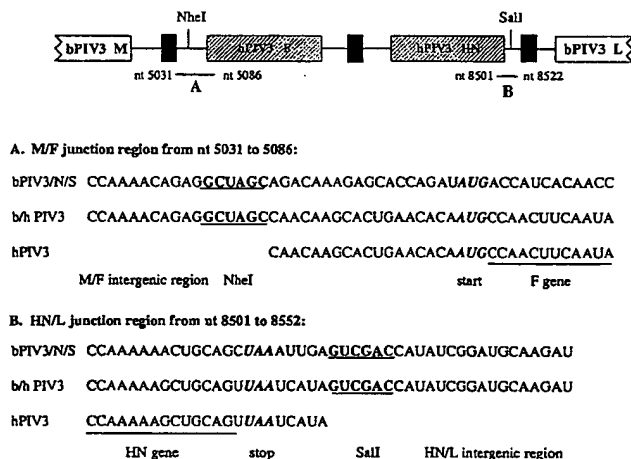 NheI SalI
bPIV3 M hPIV3 F hPIV3 HN bPIV3 L
nt 5031 nt 5086 nt 8501 nt 8522
A B
A. M/F junction region from nt 5031 to 5086:
bPIV3/N/S CCAAAACAGAGGCUAGCAGACAAAGAGCACCAGAUAUGACCAUCACAACC
b/h PIV3 CCAAAACAGAGGCUAGCCAACAAGCACUGAACACAAUGCCAACUUCAAUA
hPIV3 CAACAAGCACUGAACACAAUGCCAACUUCAAUA
M/F intergenic region NheI start F gene
B. HN/L junction region from nt 8501 to 8552:
bPIV3/N/S CCAAAAAACUGCAGCUAAAUUGAGUCGACCAUAUCGGAUGCAAGAU
b/h PIV3 CCAAAAAACUGCAGUUAAUCAUAGUCGACCAUAUCGGAUGCAAGAU
hPIV3 CCAAAAAGCUGCAGUUAAUCAUA
HN gene stop SalI HN/L intergenic region